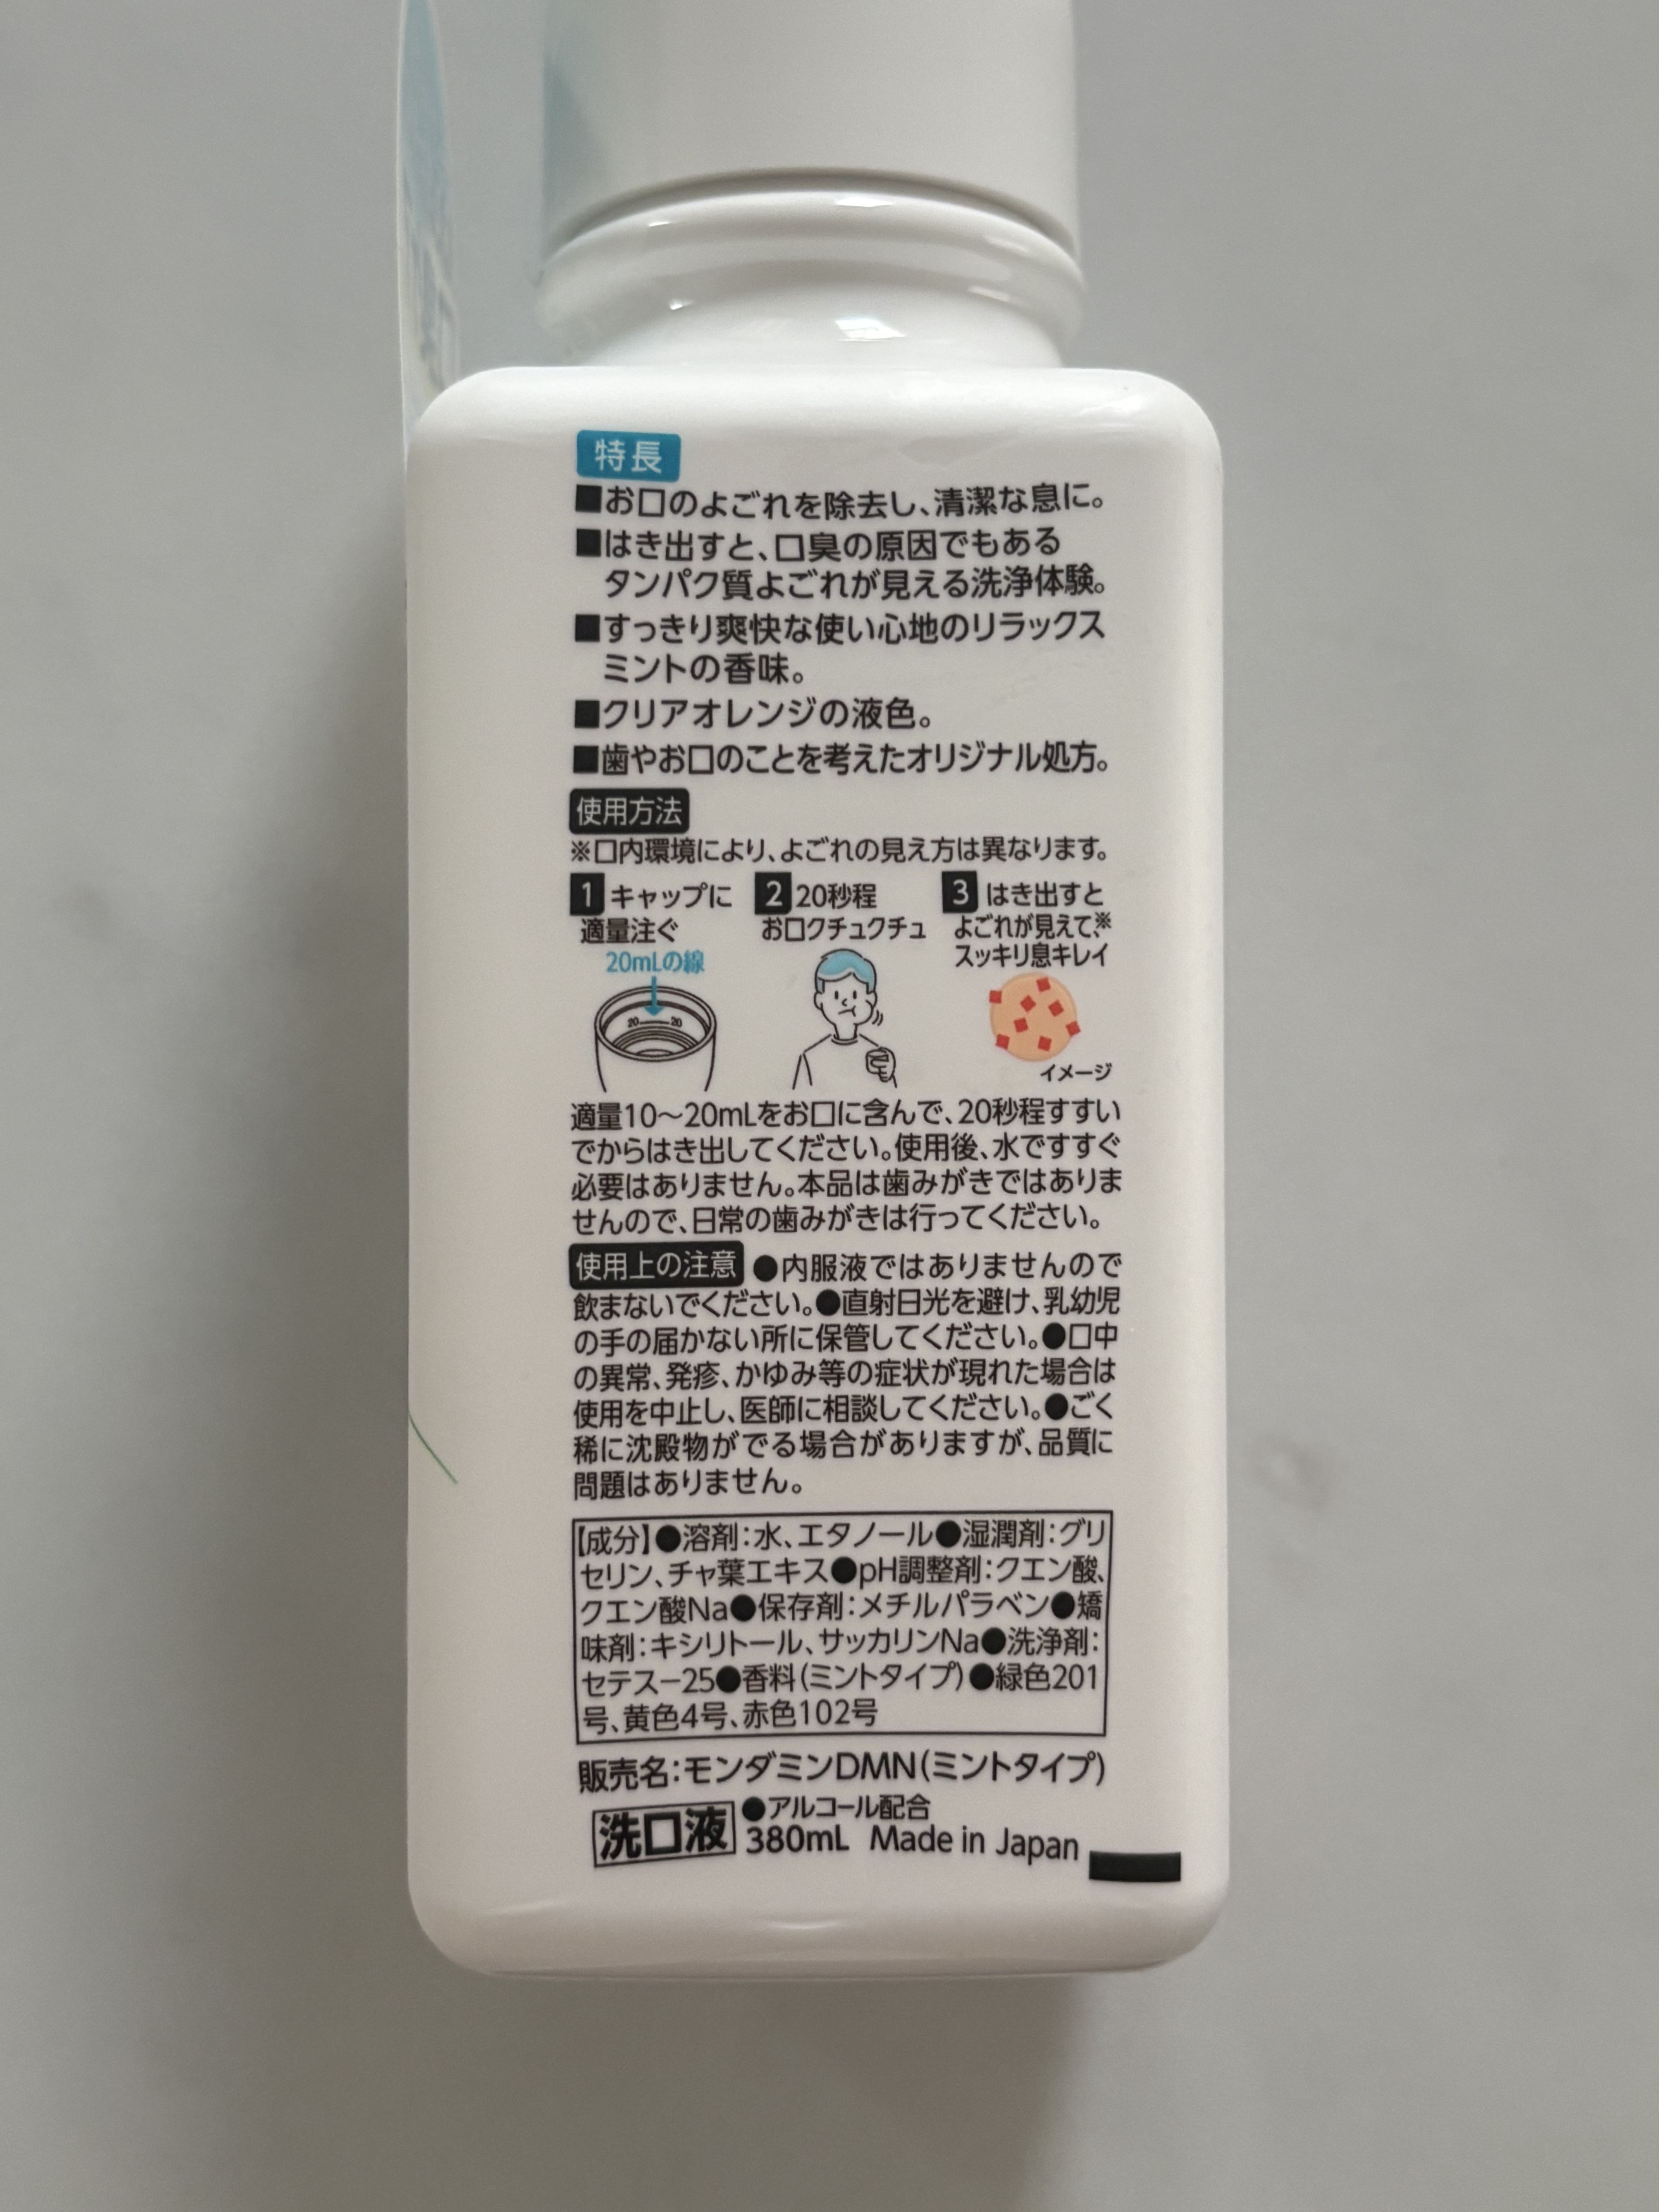 特長
■お口のよごれを除去し、清潔な息に。
■はき出すと、口臭の原因でもある
タンパク質よごれが見える洗浄体験。
■すっきり爽快な使い心地のリラックス
ミントの香味。
■クリアオレンジの液色。
■歯やお口のことを考えたオリジナル処方。
使用方法
※口内環境により、よごれの見え方は異なります。
1 キャップに
適量注ぐ
20mLの線
20 20
2 20秒程
お口クチュクチュ
3 はき出すと
よごれが見えて、※
スッキリ息キレイ
イメージ
適量10～20mLをお口に含んで、20秒程すすい
でからはき出してください。使用後、水ですすぐ
必要はありません。本品は歯みがきではありま
せんので、日常の歯みがきは行ってください。
使用上の注意 ●内服液ではありませんので
飲まないでください。●直射日光を避け、乳幼児
の手の届かない所に保管してください。●口中
の異常、発疹、かゆみ等の症状が現れた場合は
使用を中止し、医師に相談してください。●ごく
稀に沈殿物がでる場合がありますが、品質に
問題はありません。
【成分】●溶剤：水、エタノール●湿潤剤：グリ
セリン、チャ葉エキス●pH調整剤：クエン酸、
クエン酸Na●保存剤：メチルパラベン●矯
味剤：キシリトール、サッカリンNa●洗浄剤：
セテス－25●香料（ミントタイプ）●緑色201
号、黄色4号、赤色102号
販売名：モンダミンDMN（ミントタイプ）
洗口液 ●アルコール配合
380mL Made in Japan